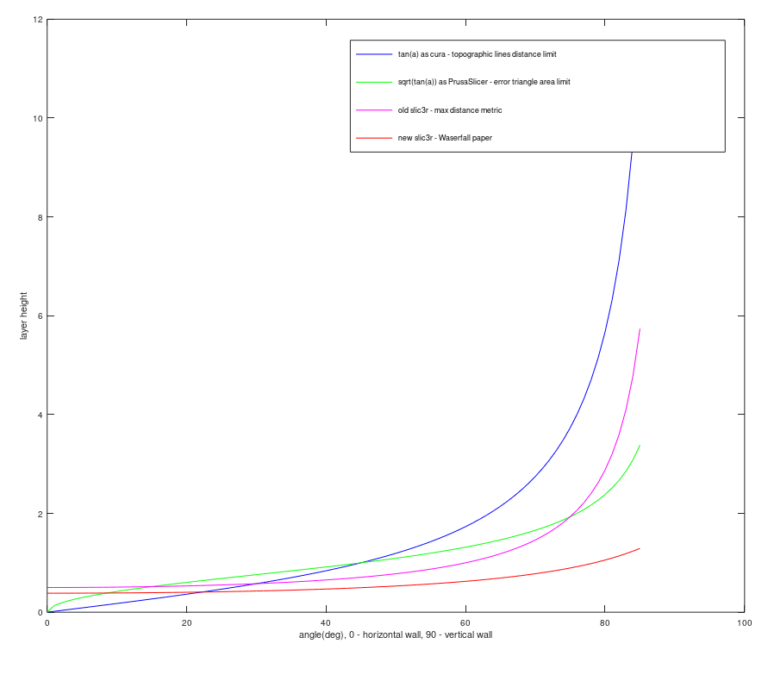 12
10
8
6
4
2
0
layer height
tan(a) as cura - topographic lines distance limit
sqrt(tan(a)) as PrusaSlicer - error triangle area limit
old slic3r - max distance metric
new slic3r - Waserfall paper
0 20 40 60 80 100
angle(deg), 0 - horizontal wall, 90 - vertical wall